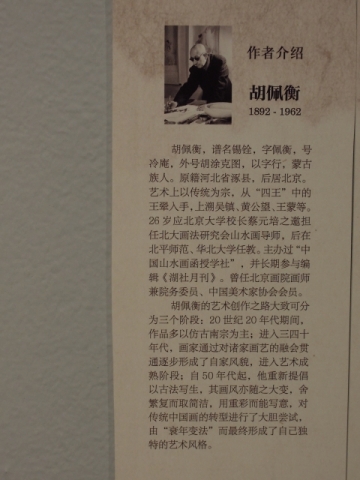 作者介绍
胡佩衡
1892 - 1962
胡佩衡，谱名锡铨，字佩衡，号
冷庵，外号胡涂克图，以字行，蒙古
族人。原籍河北省涿县，后居北京。
艺术上以传统为宗，从“四王”中的
王翚入手，上溯吴镇、黄公望、王蒙等。
26 岁应北京大学校长蔡元培之邀担
任北大画法研究会山水画导师，后在
北平师范、华北大学任教。主办过“中
国山水画函授学社”，并长期参与编
辑《湖社月刊》。曾任北京画院画师
兼院务委员、中国美术家协会会员。
胡佩衡的艺术创作之路大致可分
为三个阶段：20 世纪 20 年代期间，
作品多以仿古南宗为主；进入三四十
年代，画家通过对诸家画艺的融会贯
通逐步形成了自家风貌，进入艺术成
熟阶段；自 50 年代起，他重新提倡
以古法写生，其画风亦随之大变，舍
繁复而取简洁，用重彩而能写意，对
传统中国画的转型进行了大胆尝试，
由“衰年变法”而最终形成了自己独
特的艺术风格。